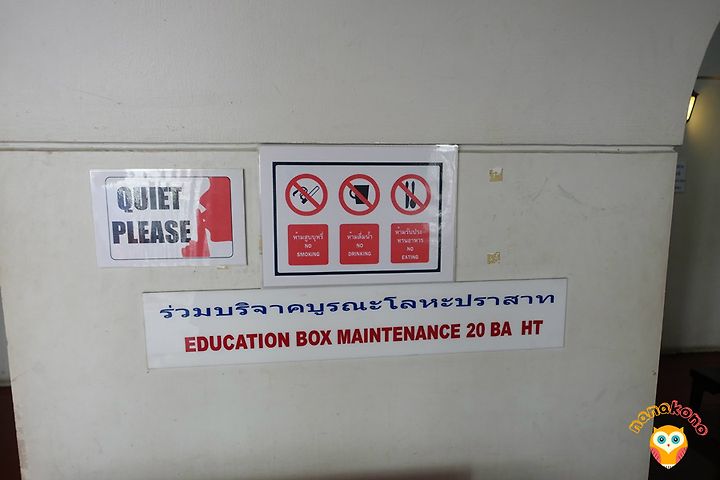 QUIET
PLEASE
ห้ามสูบบุหรี่
NO
SMOKING
ห้ามดื่มน้ำ
NO
DRINKING
ห้ามรับประ
ทานอาหาร
NO
EATING
ร่วมบริจาคบูรณะโลหะปราสาท
EDUCATION BOX MAINTENANCE 20 BA HT
nanakono